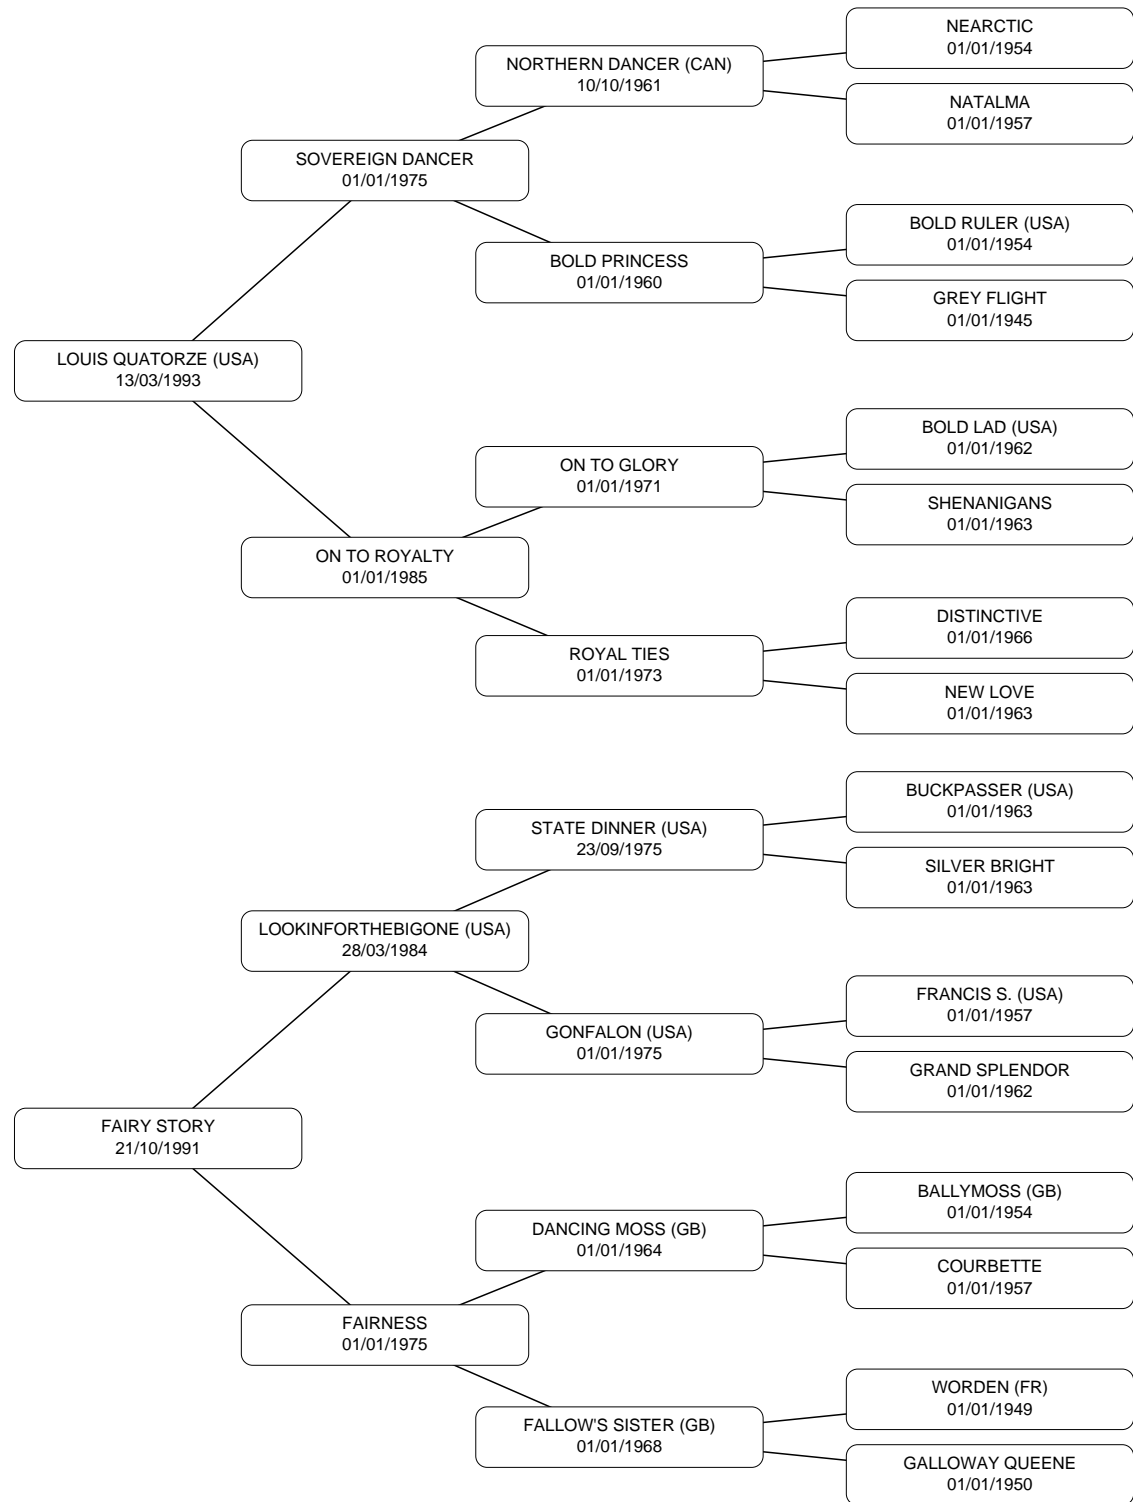 NEARCTIC
01/01/1954
NORTHERN DANCER (CAN)
10/10/1961
NATALMA
01/01/1957
SOVEREIGN DANCER
01/01/1975
BOLD RULER (USA)
01/01/1954
BOLD PRINCESS
01/01/1960
GREY FLIGHT
01/01/1945
LOUIS QUATORZE (USA)
13/03/1993
BOLD LAD (USA)
01/01/1962
ON TO GLORY
01/01/1971
SHENANIGANS
01/01/1963
ON TO ROYALTY
01/01/1985
DISTINCTIVE
01/01/1966
ROYAL TIES
01/01/1973
NEW LOVE
01/01/1963
BUCKPASSER (USA)
01/01/1963
STATE DINNER (USA)
23/09/1975
SILVER BRIGHT
01/01/1963
LOOKINFORTHEBIGONE (USA)
28/03/1984
FRANCIS S. (USA)
01/01/1957
GONFALON (USA)
01/01/1975
GRAND SPLENDOR
01/01/1962
FAIRY STORY
21/10/1991
BALLYMOSS (GB)
01/01/1954
DANCING MOSS (GB)
01/01/1964
COURBETTE
01/01/1957
FAIRNESS
01/01/1975
WORDEN (FR)
01/01/1949
FALLOW'S SISTER (GB)
01/01/1968
GALLOWAY QUEENE
01/01/1950